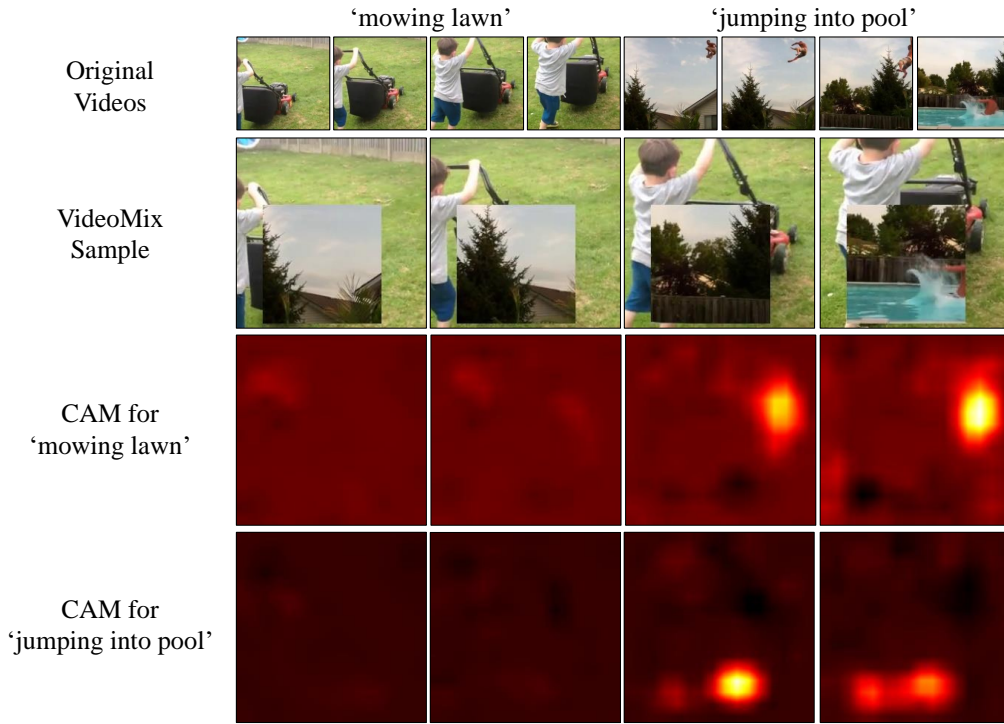 ‘mowing lawn’
‘jumping into pool’
Original
Videos
VideoMix
Sample
CAM for
‘mowing lawn’
CAM for
‘jumping into pool’